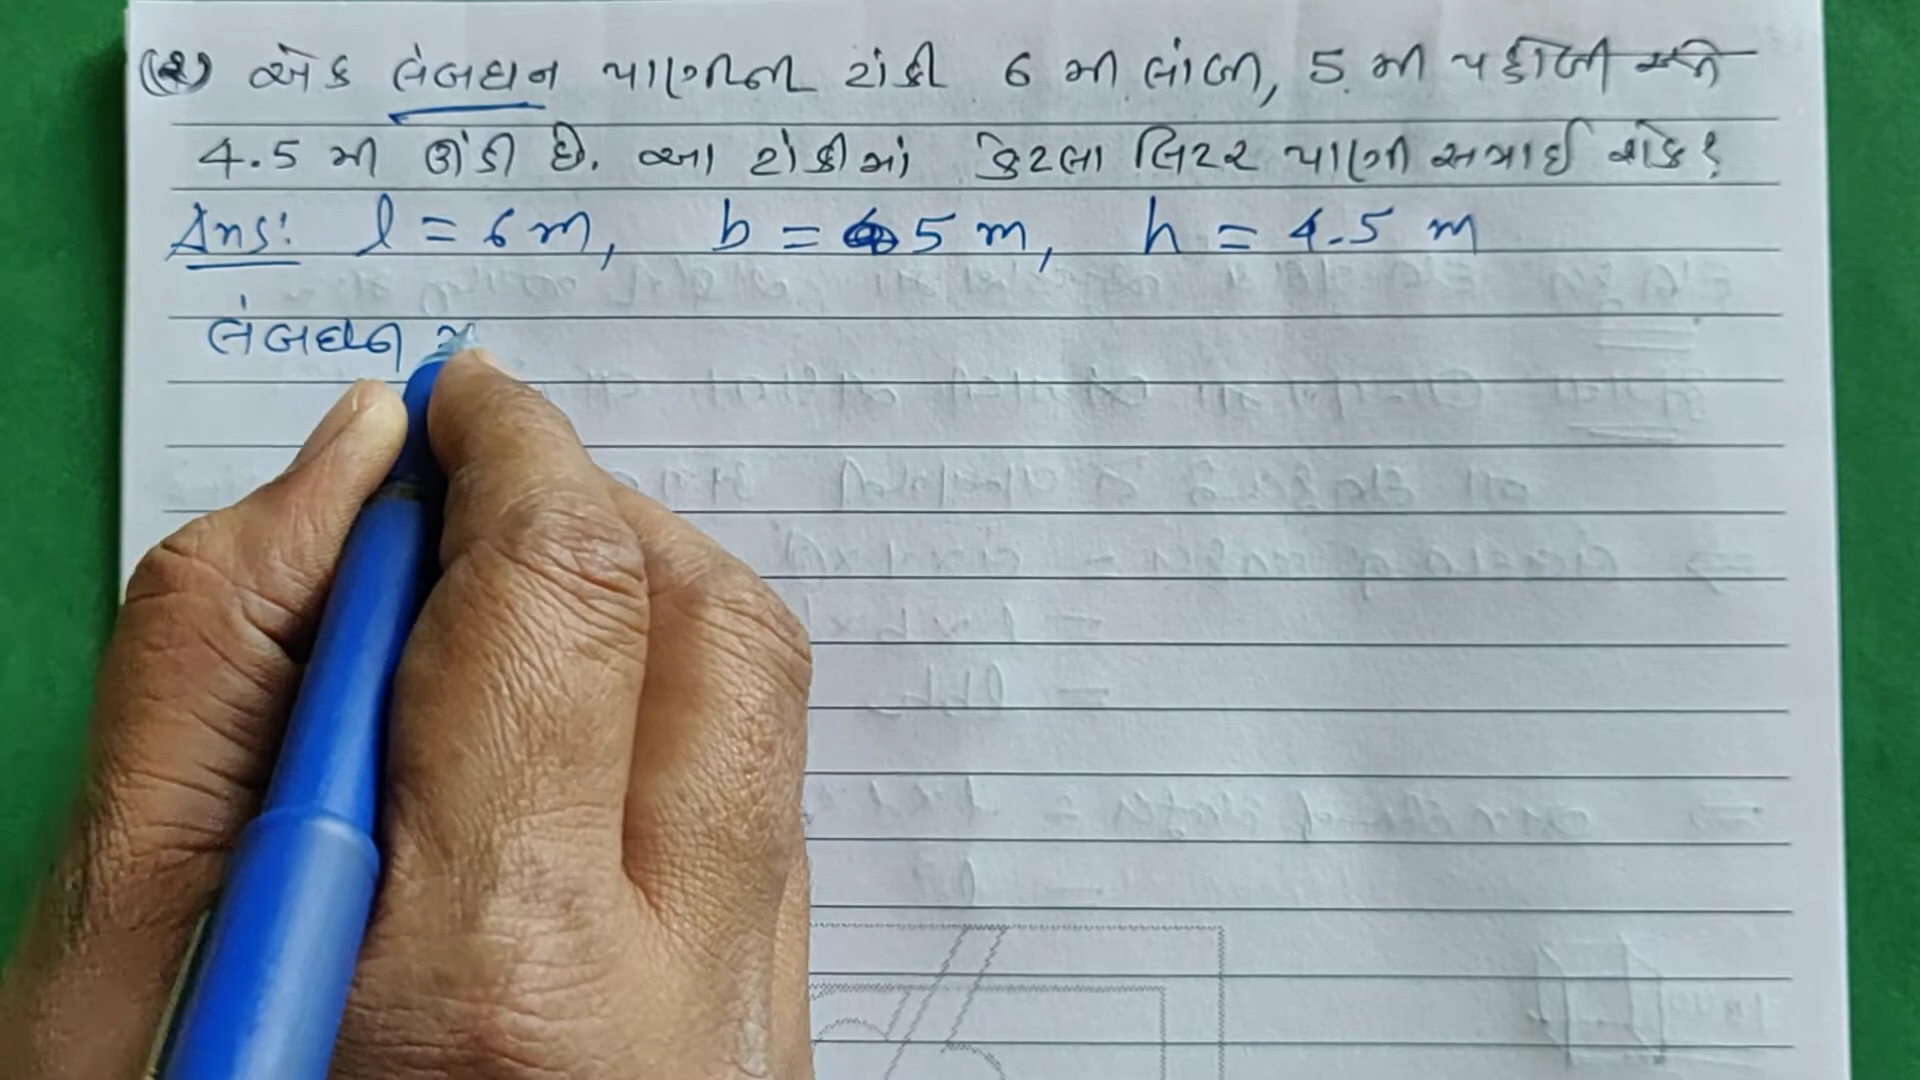 (૨) એક લંબઘન પાણીની ટાંકી 6 મી લાંબી, 5 મી પહોળી અને
4.5 મી ઊંડી છે. આ ટાંકીમાં કેટલા લિટર પાણી સમાઈ શકે?
Ans: l = 6 m, b = 5 m, h = 4.5 m
લંબઘન